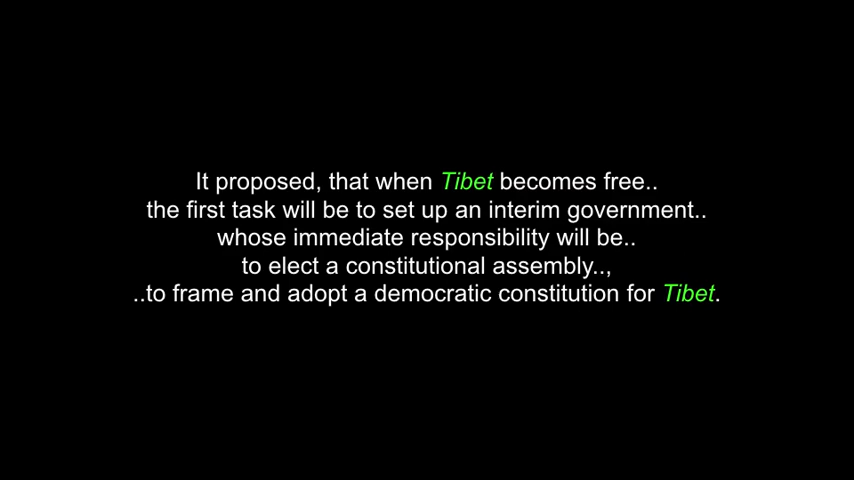 It proposed, that when Tibet becomes free..
the first task will be to set up an interim government..
whose immediate responsibility will be..
to elect a constitutional assembly..,
..to frame and adopt a democratic constitution for Tibet.